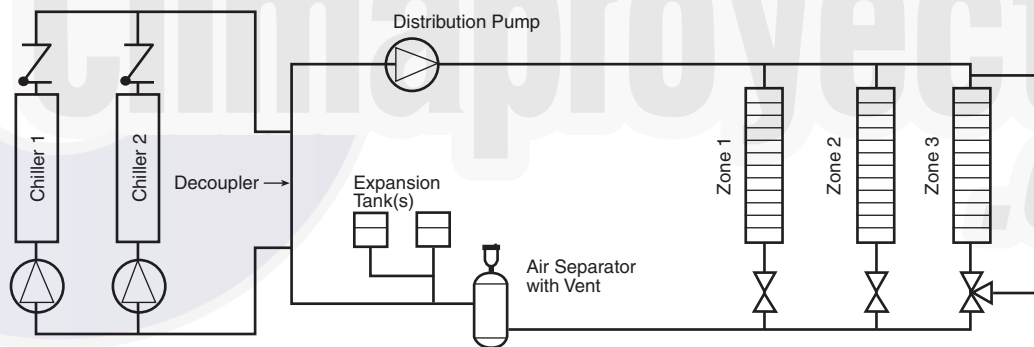 Distribution Pump
Chiller 1
Chiller 2
Decoupler
Expansion
Tank(s)
Air Separator
with Vent
Zone 1
Zone 2
Zone 3